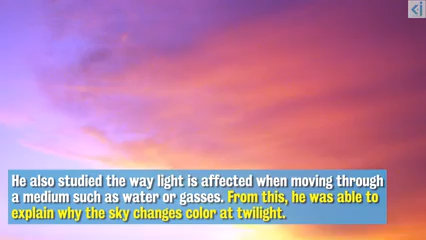 He also studied the way light is affected when moving through
a medium such as water or gasses. From this, he was able to
explain why the sky changes color at twilight.